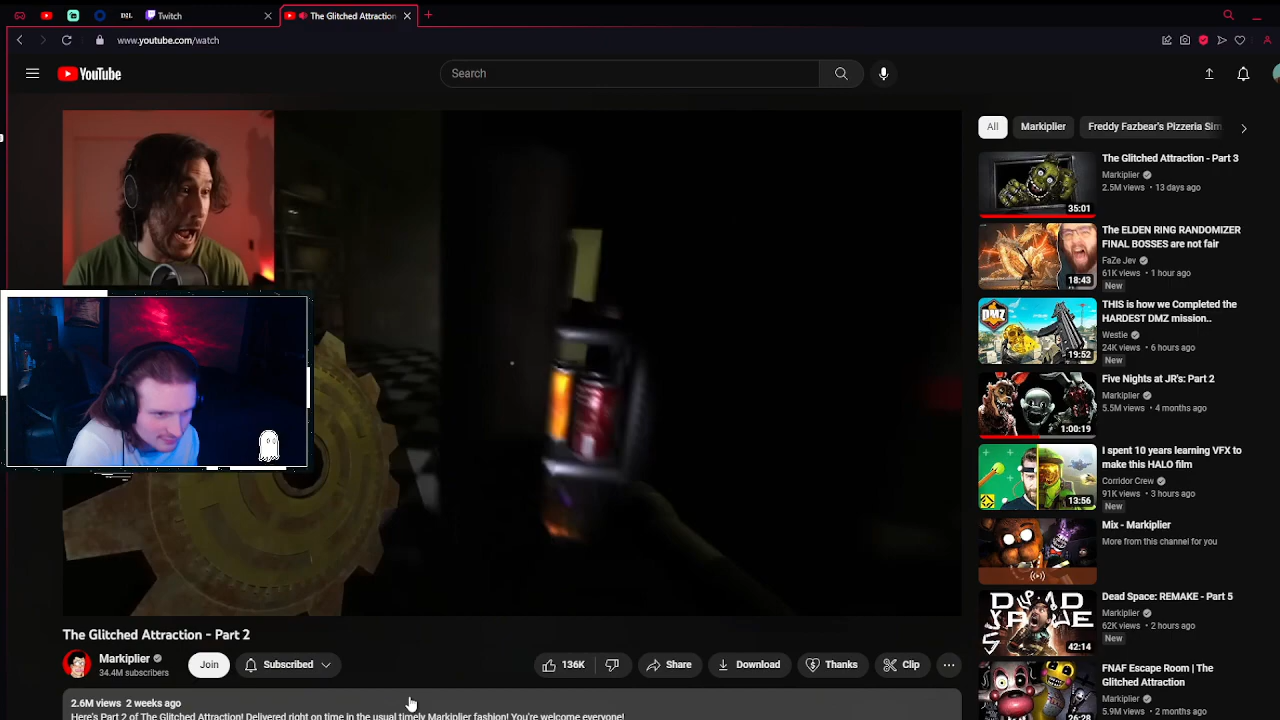 Twitch
The Glitched Attraction
www.youtube.com/watch
YouTube
Search
All
Markiplier
Freddy Fazbear's Pizzeria Sim
The Glitched Attraction - Part 3
Markiplier
2.5M views • 13 days ago
35:01
The ELDEN RING RANDOMIZER
FINAL BOSSES are not fair
FaZe Jev
61K views • 1 hour ago
New
18:43
THIS is how we Completed the
HARDEST DMZ mission..
Westie
24K views • 6 hours ago
New
DMZ
19:52
Five Nights at JR's: Part 2
Markiplier
5.5M views • 4 months ago
1:00:19
I spent 10 years learning VFX to
make this HALO film
Corridor Crew
91K views • 3 hours ago
New
13:56
Mix - Markiplier
More from this channel for you
Dead Space: REMAKE - Part 5
Markiplier
62K views • 2 hours ago
New
DEAD
42:14
FNAF Escape Room | The
Glitched Attraction
Markiplier
5.9M views • 2 months ago
26:28
The Glitched Attraction - Part 2
Markiplier
34.4M subscribers
Join
Subscribed
136K
Share
Download
Thanks
Clip
2.6M views 2 weeks ago
Here's Part 2 of The Glitched Attraction! Delivered right on time in the usual timely Markiplier fashion! You're welcome everyone!